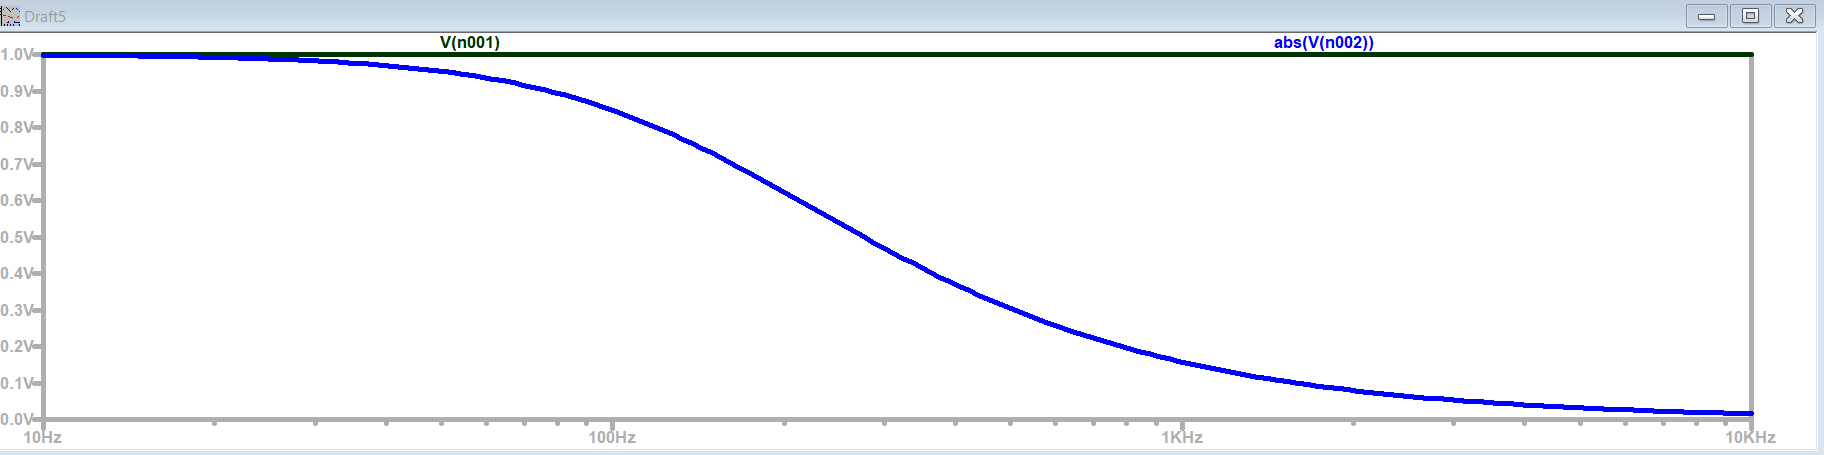 Draft5
V(n001) abs(V(n002))
1.0V
0.9V
0.8V
0.7V
0.6V
0.5V
0.4V
0.3V
0.2V
0.1V
0.0V
10Hz 100Hz 1KHz 10KHz